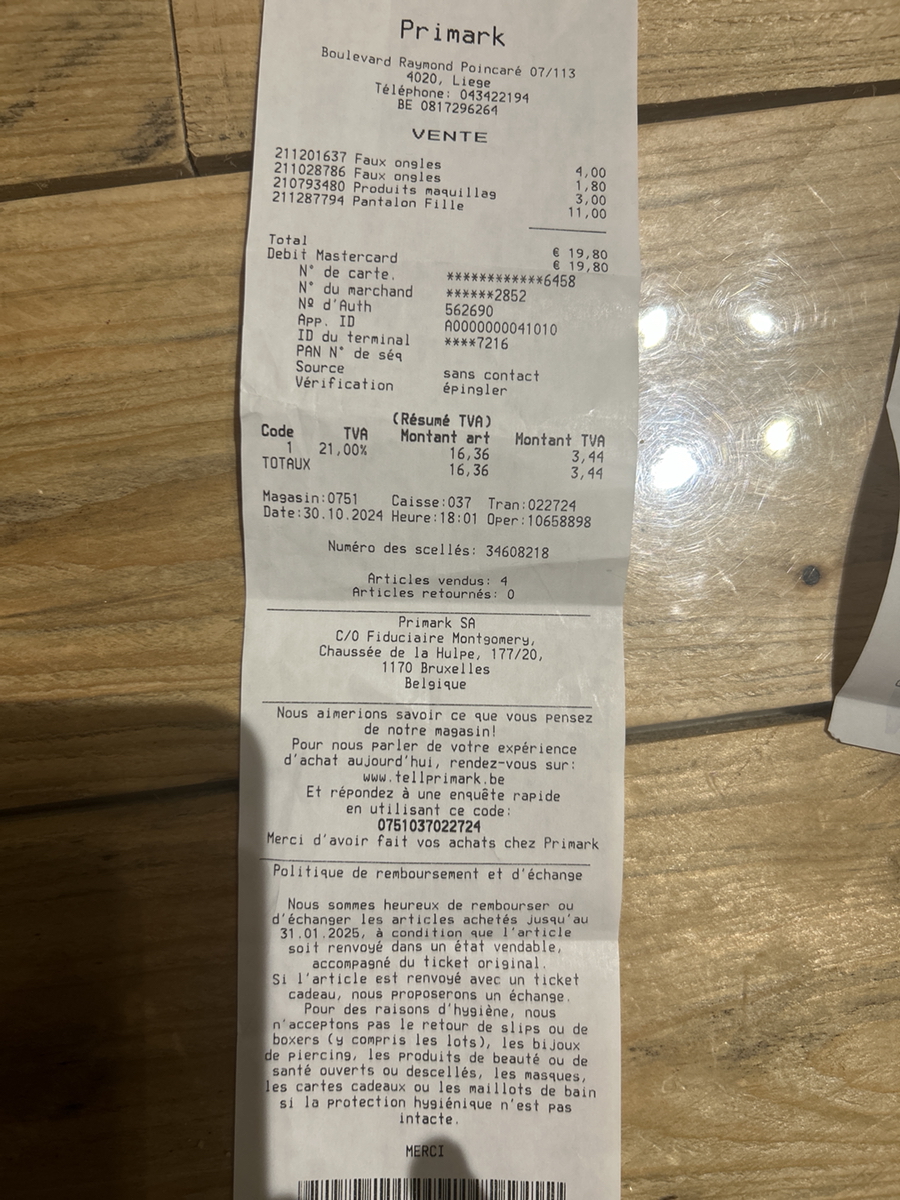 Primark
Boulevard Raymond Poincaré 07/113
4020, Liege
Téléphone: 043422194
BE 0817296264
VENTE
211201637 Faux ongles 4,00
211028786 Faux ongles 1,80
210793480 Produits maquillag 3,00
211287794 Pantalon Fille 11,00
Total € 19,80
Debit Mastercard € 19,80
N° de carte. ************6458
N° du marchand ******2852
Nº d'Auth 562690
App. ID A0000000041010
ID du terminal ****7216
PAN N° de séq
Source sans contact
Vérification épingler
(Résumé TVA)
Code TVA Montant art Montant TVA
1 21,00% 16,36 3,44
TOTAUX 16,36 3,44
Magasin:0751 Caisse:037 Tran:022724
Date:30.10.2024 Heure:18:01 Oper:10658898
Numéro des scellés: 34608218
Articles vendus: 4
Articles retournés: 0
Primark SA
C/O Fiduciaire Montgomery,
Chaussée de la Hulpe, 177/20,
1170 Bruxelles
Belgique
Nous aimerions savoir ce que vous pensez
de notre magasin!
Pour nous parler de votre expérience
d'achat aujourd'hui, rendez-vous sur:
www.tellprimark.be
Et répondez à une enquête rapide
en utilisant ce code:
0751037022724
Merci d'avoir fait vos achats chez Primark
Politique de remboursement et d'échange
Nous sommes heureux de rembourser ou
d'échanger les articles achetés jusqu'au
31.01.2025, à condition que l'article
soit renvoyé dans un état vendable,
accompagné du ticket original.
Si l'article est renvoyé avec un ticket
cadeau, nous proposerons un échange.
Pour des raisons d'hygiène, nous
n'acceptons pas le retour de slips ou de
boxers (y compris les lots), les bijoux
de piercing, les produits de beauté ou de
santé ouverts ou descellés, les masques,
les cartes cadeaux ou les maillots de bain
si la protection hygiénique n'est pas
intacte.
MERCI